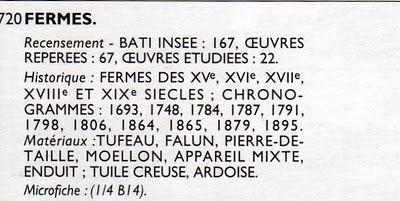 720 FERMES.
Recensement - BATI INSEE : 167, ŒUVRES
REPEREES : 67, ŒUVRES ETUDIEES : 22.
Historique : FERMES DES XVe, XVIe, XVIIe,
XVIIIe ET XIXe SIECLES ; CHRONO-
GRAMMES : 1693, 1748, 1784, 1787, 1791,
1798, 1806, 1864, 1865, 1879, 1895.
Matériaux :TUFEAU, FALUN, PIERRE-DE-
TAILLE, MOELLON, APPAREIL MIXTE,
ENDUIT ; TUILE CREUSE, ARDOISE.
Microfiche : (1/4 B14).